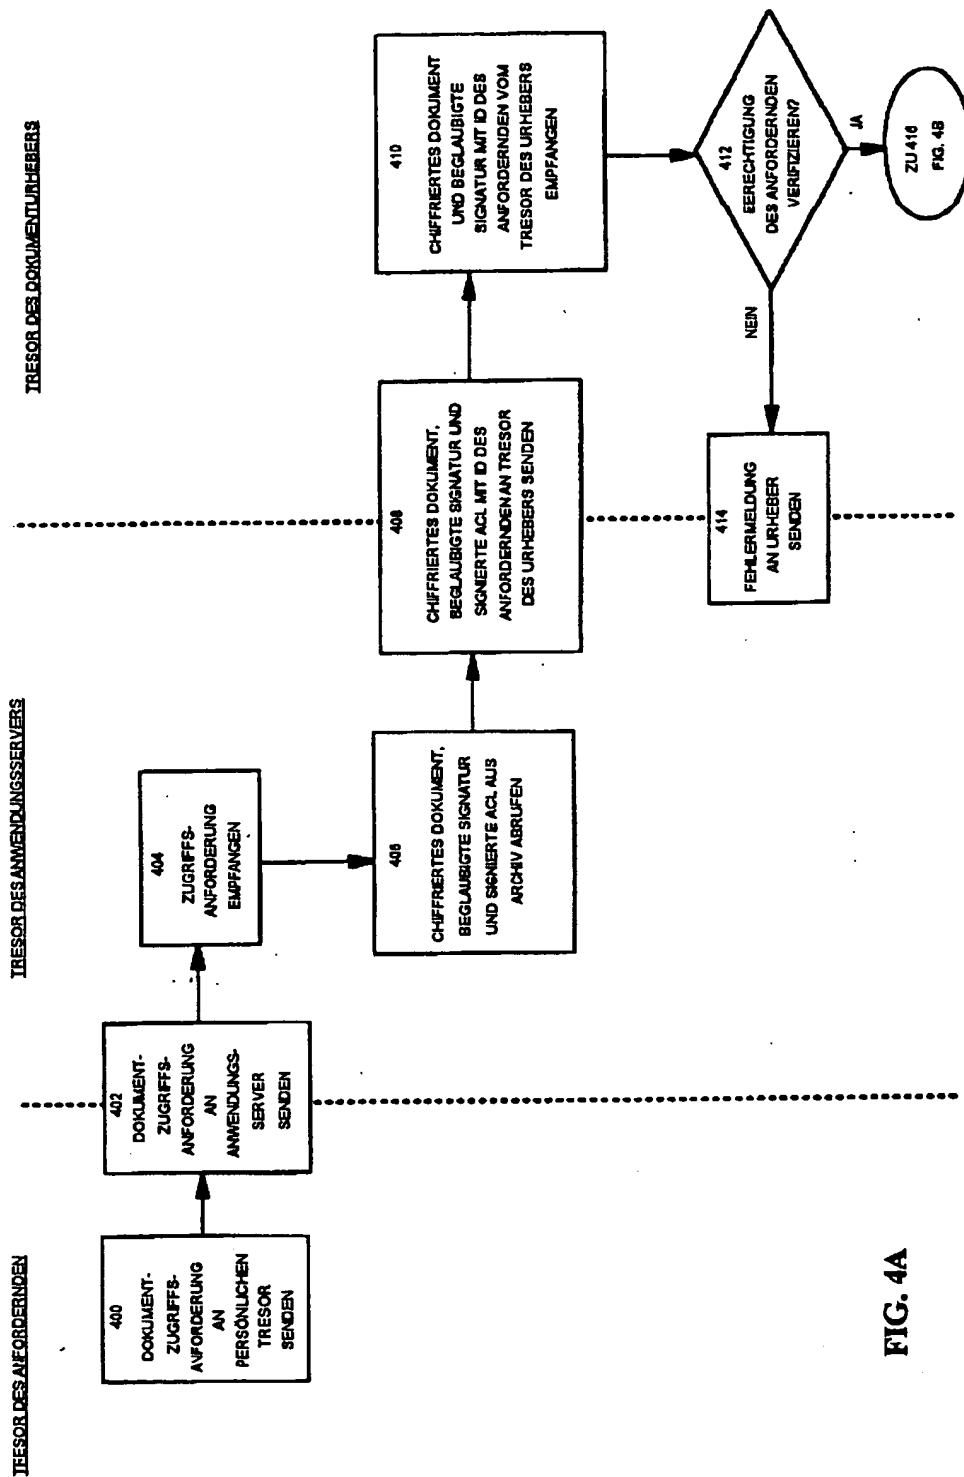 TRESOR DES ANFORDERNDEN
TRESOR DES ANWENDUNGSSERVERS
TRESOR DES DOKUMENTURHEBERS
400
DOKUMENT-
ZUGRIFFS-
ANFORDERUNG
AN
PERSÖNLICHEN
TRESOR
SENDEN
402
DOKUMENT-
ZUGRIFFS-
ANFORDERUNG
AN
ANWENDUNGS-
SERVER
SENDEN
404
ZUGRIFFS-
ANFORDERUNG
EMPFANGEN
406
CHIFFRIERTES DOKUMENT,
BEGLAUBIGTE SIGNATUR
UND SIGNIERTE ACL AUS
ARCHIV ABRUFEN
408
CHIFFRIERTES DOKUMENT,
BEGLAUBIGTE SIGNATUR UND
SIGNIERTE ACL MIT ID DES
ANFORDERNDEN AN TRESOR
DES URHEBERS SENDEN
410
CHIFFRIERTES DOKUMENT
UND BEGLAUBIGTE
SIGNATUR MIT ID DES
ANFORDERNDEN VOM
TRESOR DES URHEBERS
EMPFANGEN
412
BERECHTIGUNG
DES ANFORDERNDEN
VERIFIZIEREN?
NEIN
JA
414
FEHLERMELDUNG
AN URHEBER
SENDEN
ZU 416
FIG. 4B
FIG. 4A